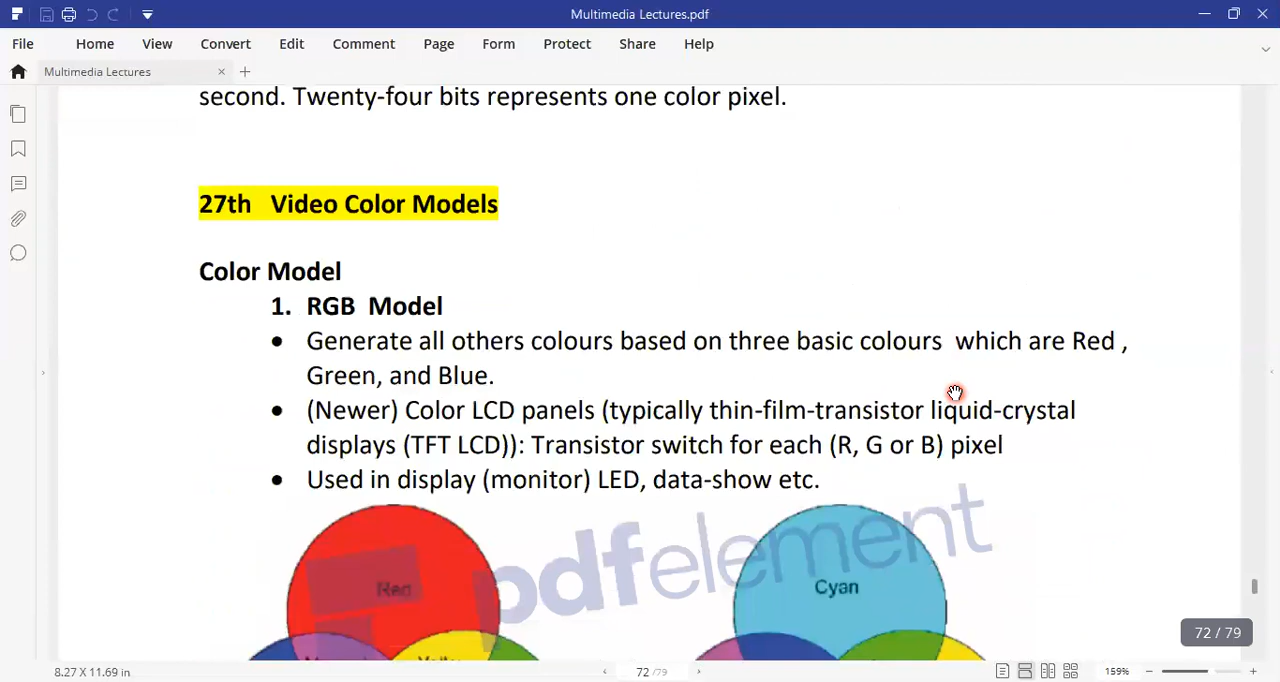 Multimedia Lectures.pdf
File Home View Convert Edit Comment Page Form Protect Share Help
Multimedia Lectures
second. Twenty-four bits represents one color pixel.
27th Video Color Models
Color Model
1. RGB Model
• Generate all others colours based on three basic colours which are Red ,
Green, and Blue.
• (Newer) Color LCD panels (typically thin-film-transistor liquid-crystal
displays (TFT LCD)): Transistor switch for each (R, G or B) pixel
• Used in display (monitor) LED, data-show etc.
pdfelement
Red
Cyan
72 / 79
8.27 X 11.69 in
72 /79
159%